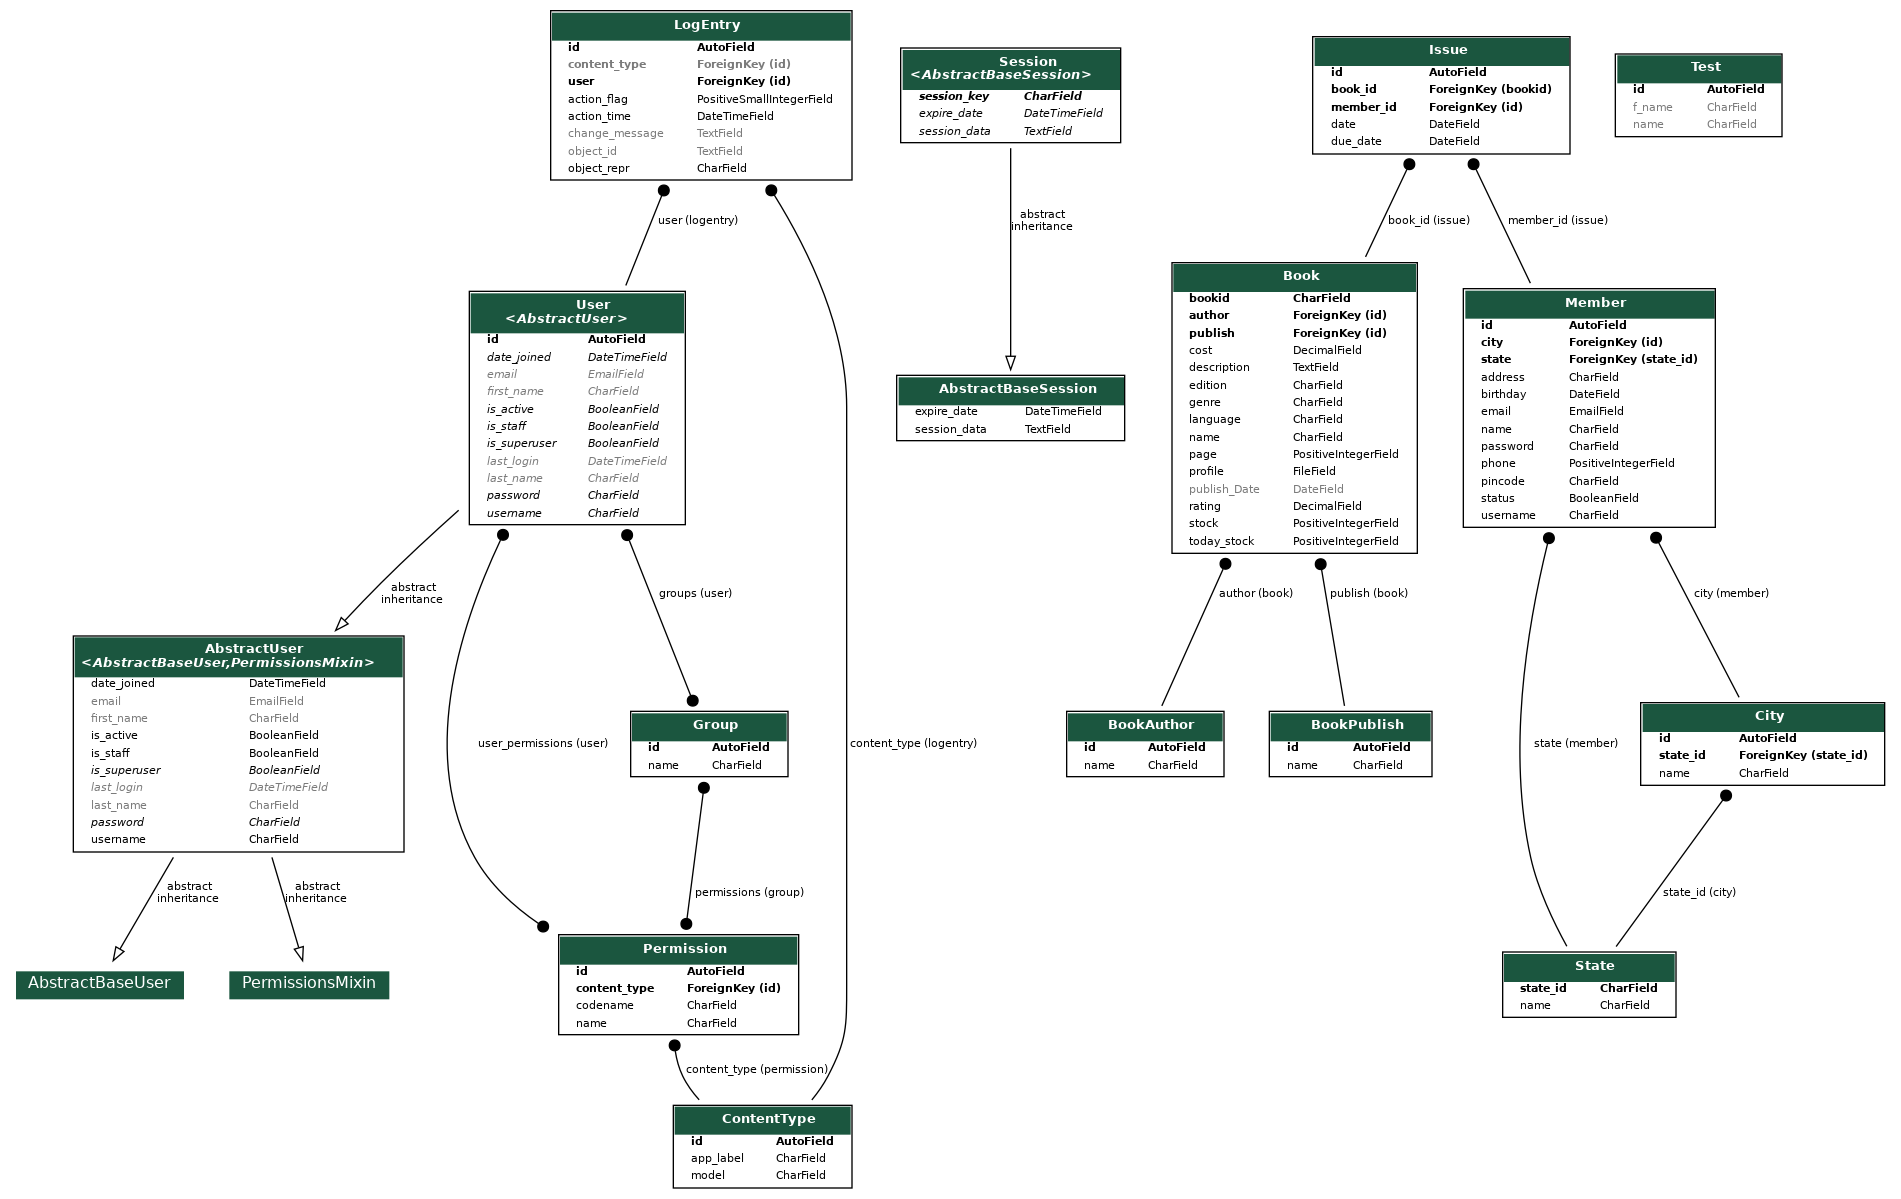 LogEntry
id AutoField
content_type ForeignKey (id)
user ForeignKey (id)
action_flag PositiveSmallIntegerField
action_time DateTimeField
change_message TextField
object_id TextField
object_repr CharField
Session
<AbstractBaseSession>
session_key CharField
expire_date DateTimeField
session_data TextField
Issue
id AutoField
book_id ForeignKey (bookid)
member_id ForeignKey (id)
date DateField
due_date DateField
Test
id AutoField
f_name CharField
name CharField
user (logentry)
abstract
inheritance
book_id (issue)
member_id (issue)
User
<AbstractUser>
id AutoField
date_joined DateTimeField
email EmailField
first_name CharField
is_active BooleanField
is_staff BooleanField
is_superuser BooleanField
last_login DateTimeField
last_name CharField
password CharField
username CharField
AbstractBaseSession
expire_date DateTimeField
session_data TextField
Book
bookid CharField
author ForeignKey (id)
publish ForeignKey (id)
cost DecimalField
description TextField
edition CharField
genre CharField
language CharField
name CharField
page PositiveIntegerField
profile FileField
publish_Date DateField
rating DecimalField
stock PositiveIntegerField
today_stock PositiveIntegerField
Member
id AutoField
city ForeignKey (id)
state ForeignKey (state_id)
address CharField
birthday DateField
email EmailField
name CharField
password CharField
phone PositiveIntegerField
pincode CharField
status BooleanField
username CharField
abstract
inheritance
groups (user)
author (book)
publish (book)
city (member)
AbstractUser
<AbstractBaseUser,PermissionsMixin>
date_joined DateTimeField
email EmailField
first_name CharField
is_active BooleanField
is_staff BooleanField
is_superuser BooleanField
last_login DateTimeField
last_name CharField
password CharField
username CharField
user_permissions (user)
Group
id AutoField
name CharField
content_type (logentry)
BookAuthor
id AutoField
name CharField
BookPublish
id AutoField
name CharField
state (member)
City
id AutoField
state_id ForeignKey (state_id)
name CharField
abstract
inheritance
abstract
inheritance
permissions (group)
state_id (city)
AbstractBaseUser
PermissionsMixin
Permission
id AutoField
content_type ForeignKey (id)
codename CharField
name CharField
State
state_id CharField
name CharField
content_type (permission)
ContentType
id AutoField
app_label CharField
model CharField